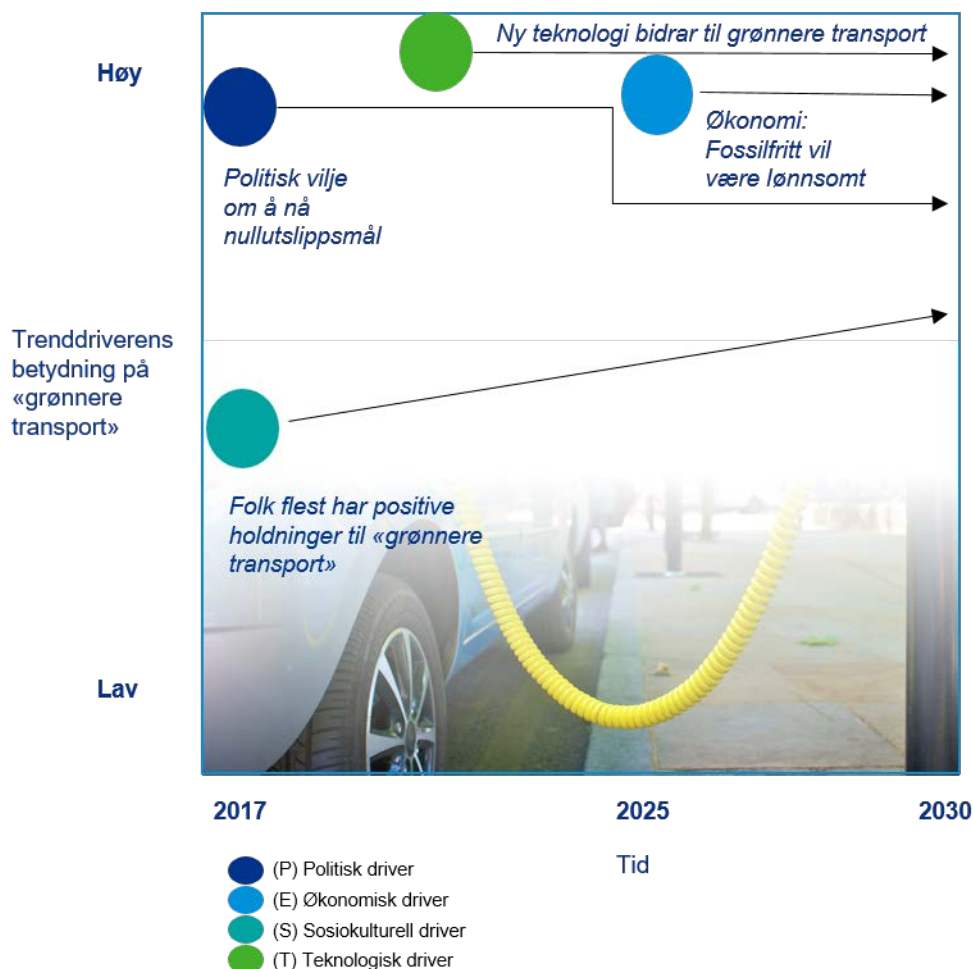 Ny teknologi bidrar til grønnere transport
Høy
Økonomi:
Fossilfritt vil
være lønnsomt
Politisk vilje
om å nå
nullutslippsmål
Trenddriverens
betydning på
«grønnere
transport»
Folk flest har positive
holdninger til «grønnere
transport»
Lav
2017
2025
2030
Tid
(P) Politisk driver
(E) Økonomisk driver
(S) Sosiokulturell driver
(T) Teknologisk driver